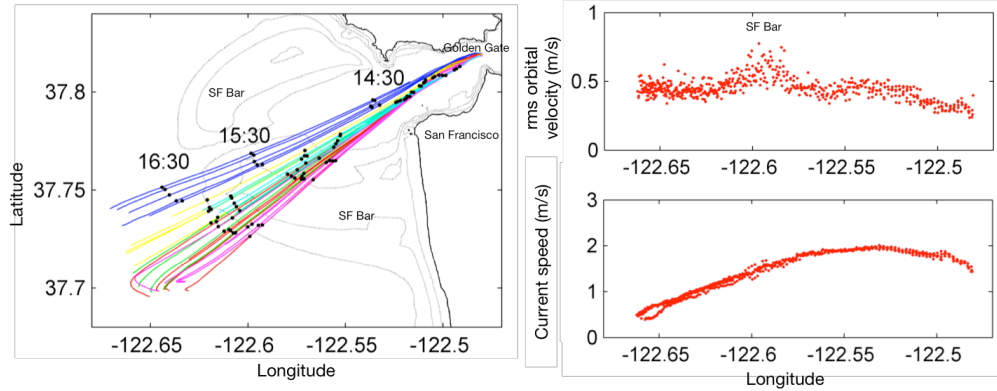 Golden Gate
14:30
SF Bar
San Francisco
15:30
16:30
SF Bar
37.8
37.75
37.7
Latitude
-122.65 -122.6 -122.55 -122.5
Longitude
SF Bar
1
0.5
0
rms orbital
velocity (m/s)
-122.65 -122.6 -122.55 -122.5
3
2
1
0
Current speed (m/s)
-122.65 -122.6 -122.55 -122.5
Longitude